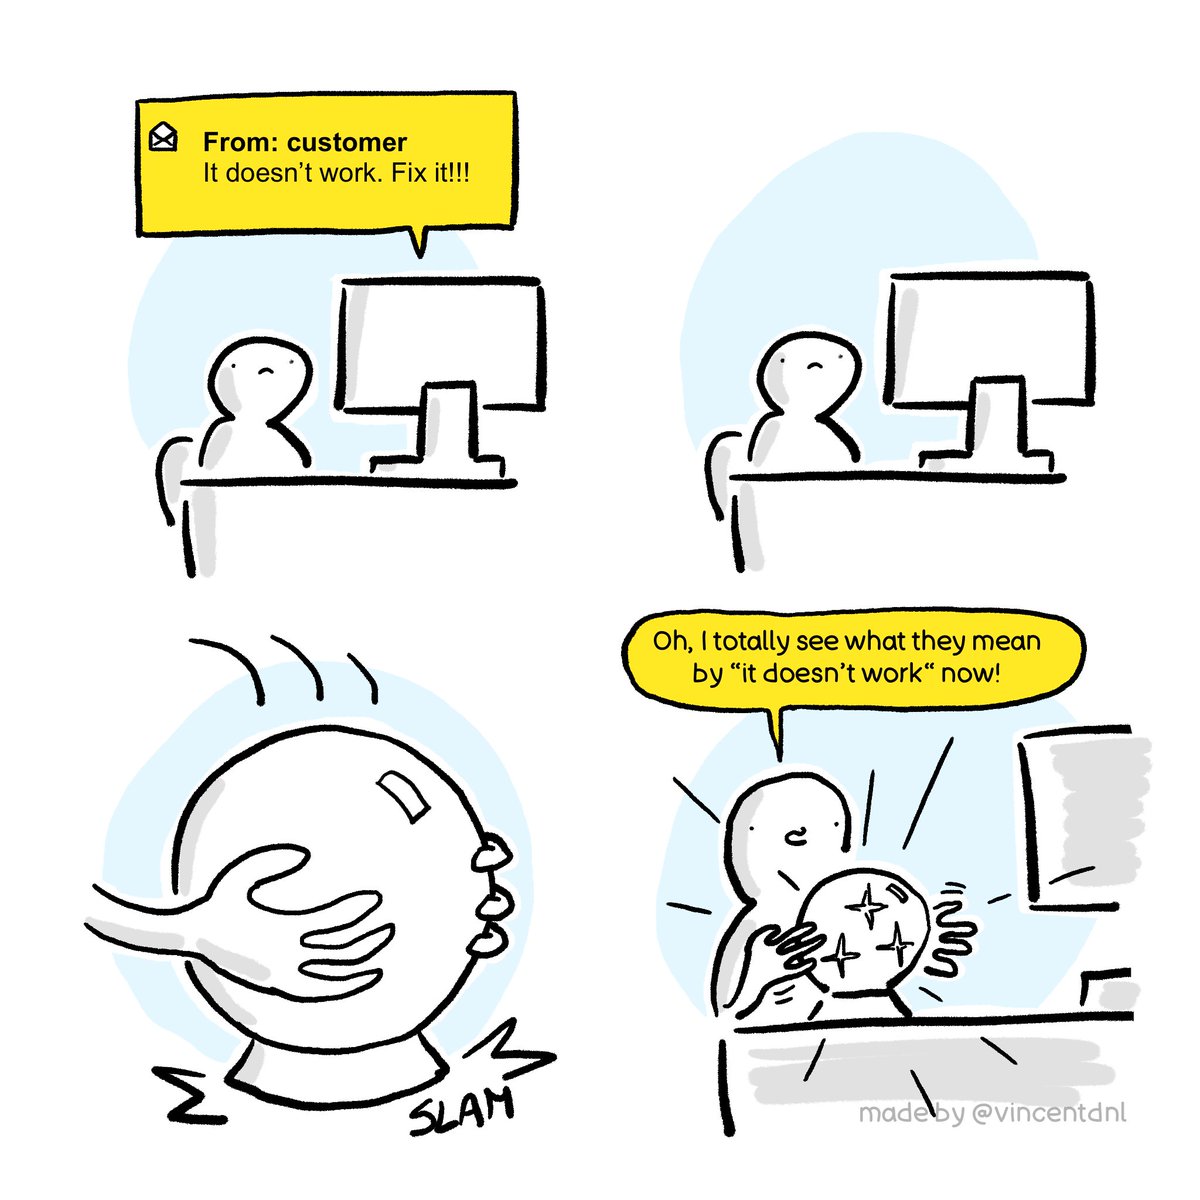 From: customer
It doesn’t work. Fix it!!!
SLAM
Oh, I totally see what they mean
by “it doesn’t work“ now!
made by @vincentdnl